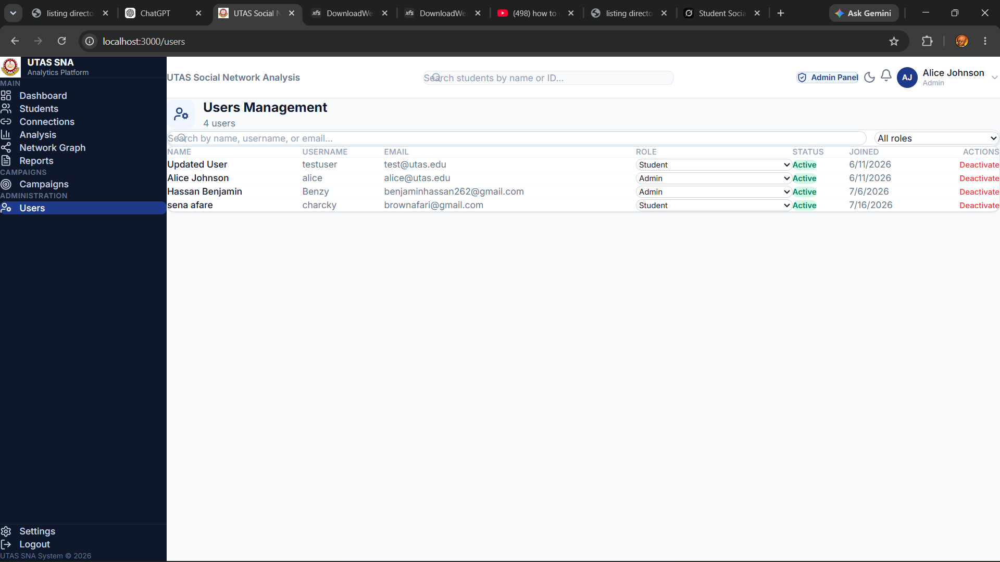 listing directo
ChatGPT
UTAS Social N
xfs DownloadWe
xfs DownloadWe
(498) how to
listing directo
Student Socia
Ask Gemini
localhost:3000/users
UTAS SNA
Analytics Platform
MAIN
Dashboard
Students
Connections
Analysis
Network Graph
Reports
CAMPAIGNS
Campaigns
ADMINISTRATION
Users
Settings
Logout
UTAS SNA System © 2026
UTAS Social Network Analysis
Search students by name or ID...
Admin Panel
AJ
Alice Johnson
Admin
Users Management
4 users
Search by name, username, or email...
All roles
NAME USERNAME EMAIL ROLE STATUS JOINED ACTIONS
Updated User testuser test@utas.edu Student Active 6/11/2026 Deactivate
Alice Johnson alice alice@utas.edu Admin Active 6/11/2026 Deactivate
Hassan Benjamin Benzy benjaminhassan262@gmail.com Admin Active 7/6/2026 Deactivate
sena afare charcky brownafari@gmail.com Student Active 7/16/2026 Deactivate